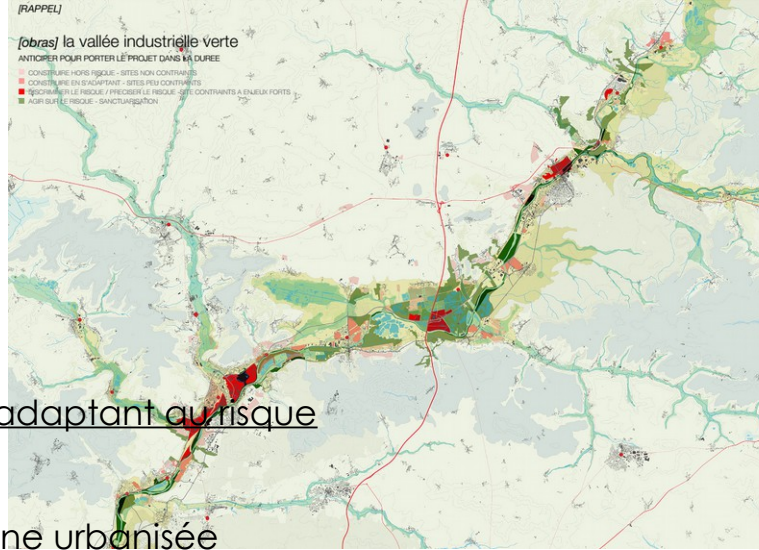 [RAPPEL]
[obras] la vallée industrielle verte
ANTICIPER POUR PORTER LE PROJET DANS LA DUREE
CONSTRUIRE HORS RISQUE - SITES NON CONTRAINTS
CONSTRUIRE EN S'ADAPTANT - SITES PEU CONTRAINTS
DISCRIMINER LE RISQUE / PRECISER LE RISQUE - SITE CONTRAINTS A ENJEUX FORTS
AGIR SUR LE RISQUE - SANCTUARISATION
adaptant au risque
ne urbanisée